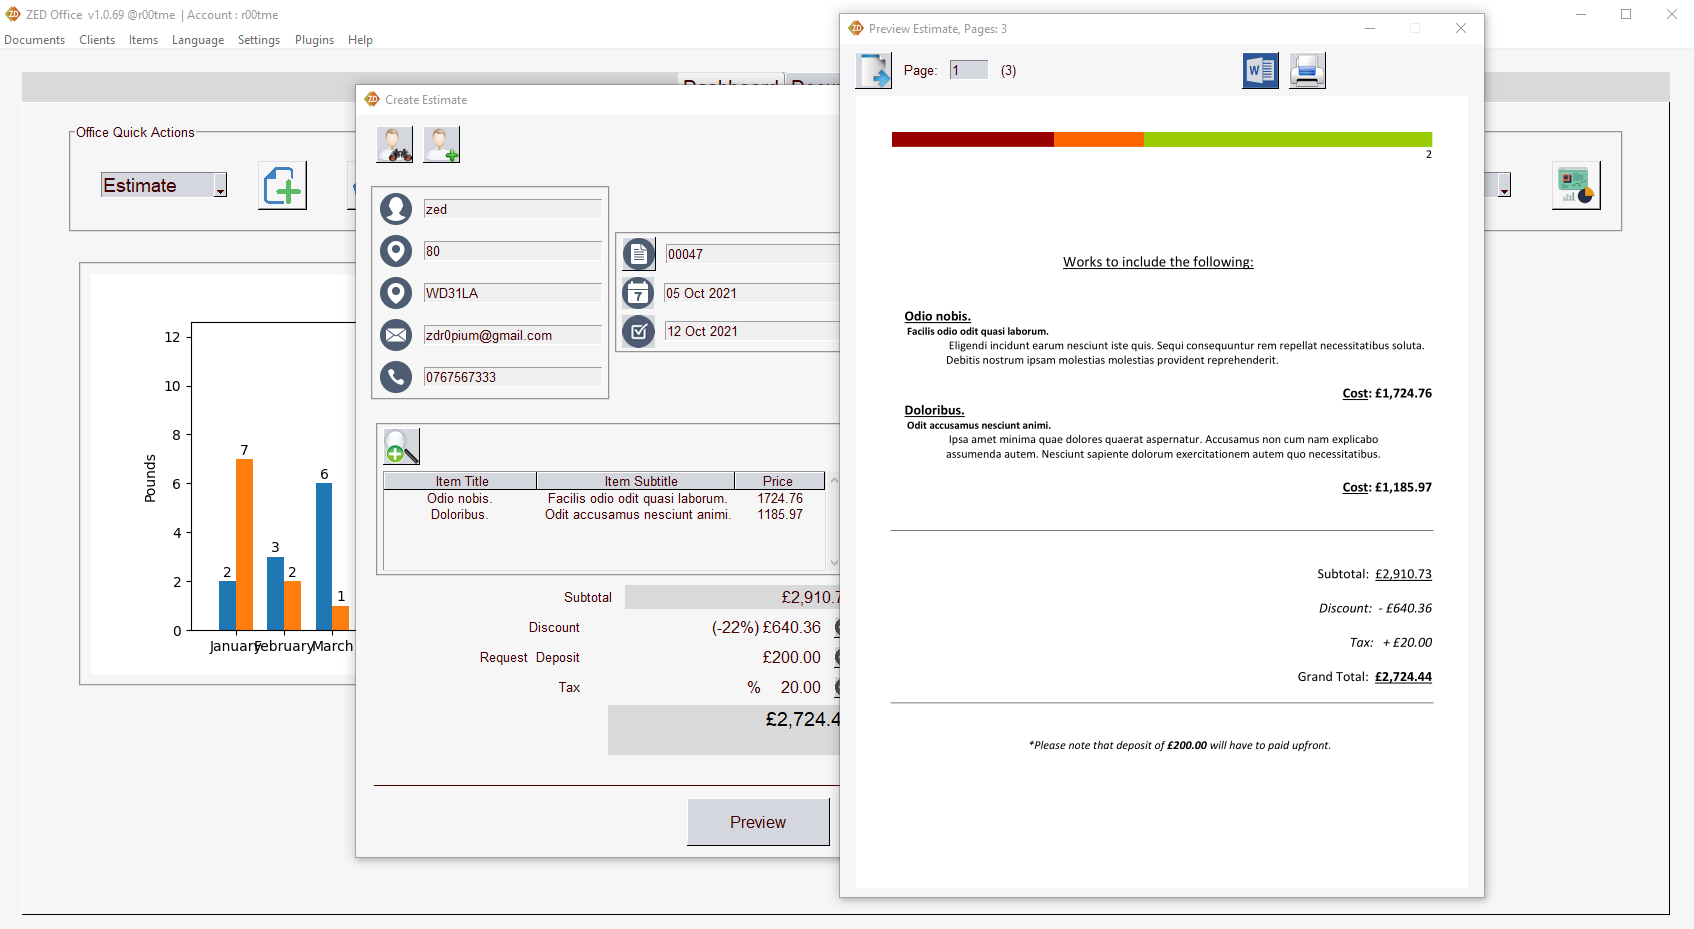 ZED Office  v1.0.69 @r00tme  | Account : r00tme
Documents Clients Items Language Settings Plugins Help
Dashboard
Office Quick Actions
Estimate
Pounds
12
10
8
6
4
2
0
2
7
3
2
6
1
January
February
March
Create Estimate
zed
80
WD31LA
zdr0pium@gmail.com
0767567333
00047
05 Oct 2021
7
12 Oct 2021
Item Title Item Subtitle Price
Odio nobis. Facilis odio odit quasi laborum. 1724.76
Doloribus. Odit accusamus nesciunt animi. 1185.97
Subtotal £2,910.7
Discount (-22%) £640.36
Request  Deposit £200.00
Tax % 20.00
£2,724.4
Preview
Preview Estimate, Pages: 3
Page: 1 (3)
2
Works to include the following:
Odio nobis.
Facilis odio odit quasi laborum.
Eligendi incidunt earum nesciunt iste quis. Sequi consequuntur rem repellat necessitatibus soluta.
Debitis nostrum ipsam molestias molestias provident reprehenderit.
Cost: £1,724.76
Doloribus.
Odit accusamus nesciunt animi.
Ipsa amet minima quae dolores quaerat aspernatur. Accusamus non cum nam explicabo
assumenda autem. Nesciunt sapiente dolorum exercitationem autem quo necessitatibus.
Cost: £1,185.97
Subtotal: £2,910.73
Discount: - £640.36
Tax: + £20.00
Grand Total: £2,724.44
*Please note that deposit of £200.00 will have to paid upfront.